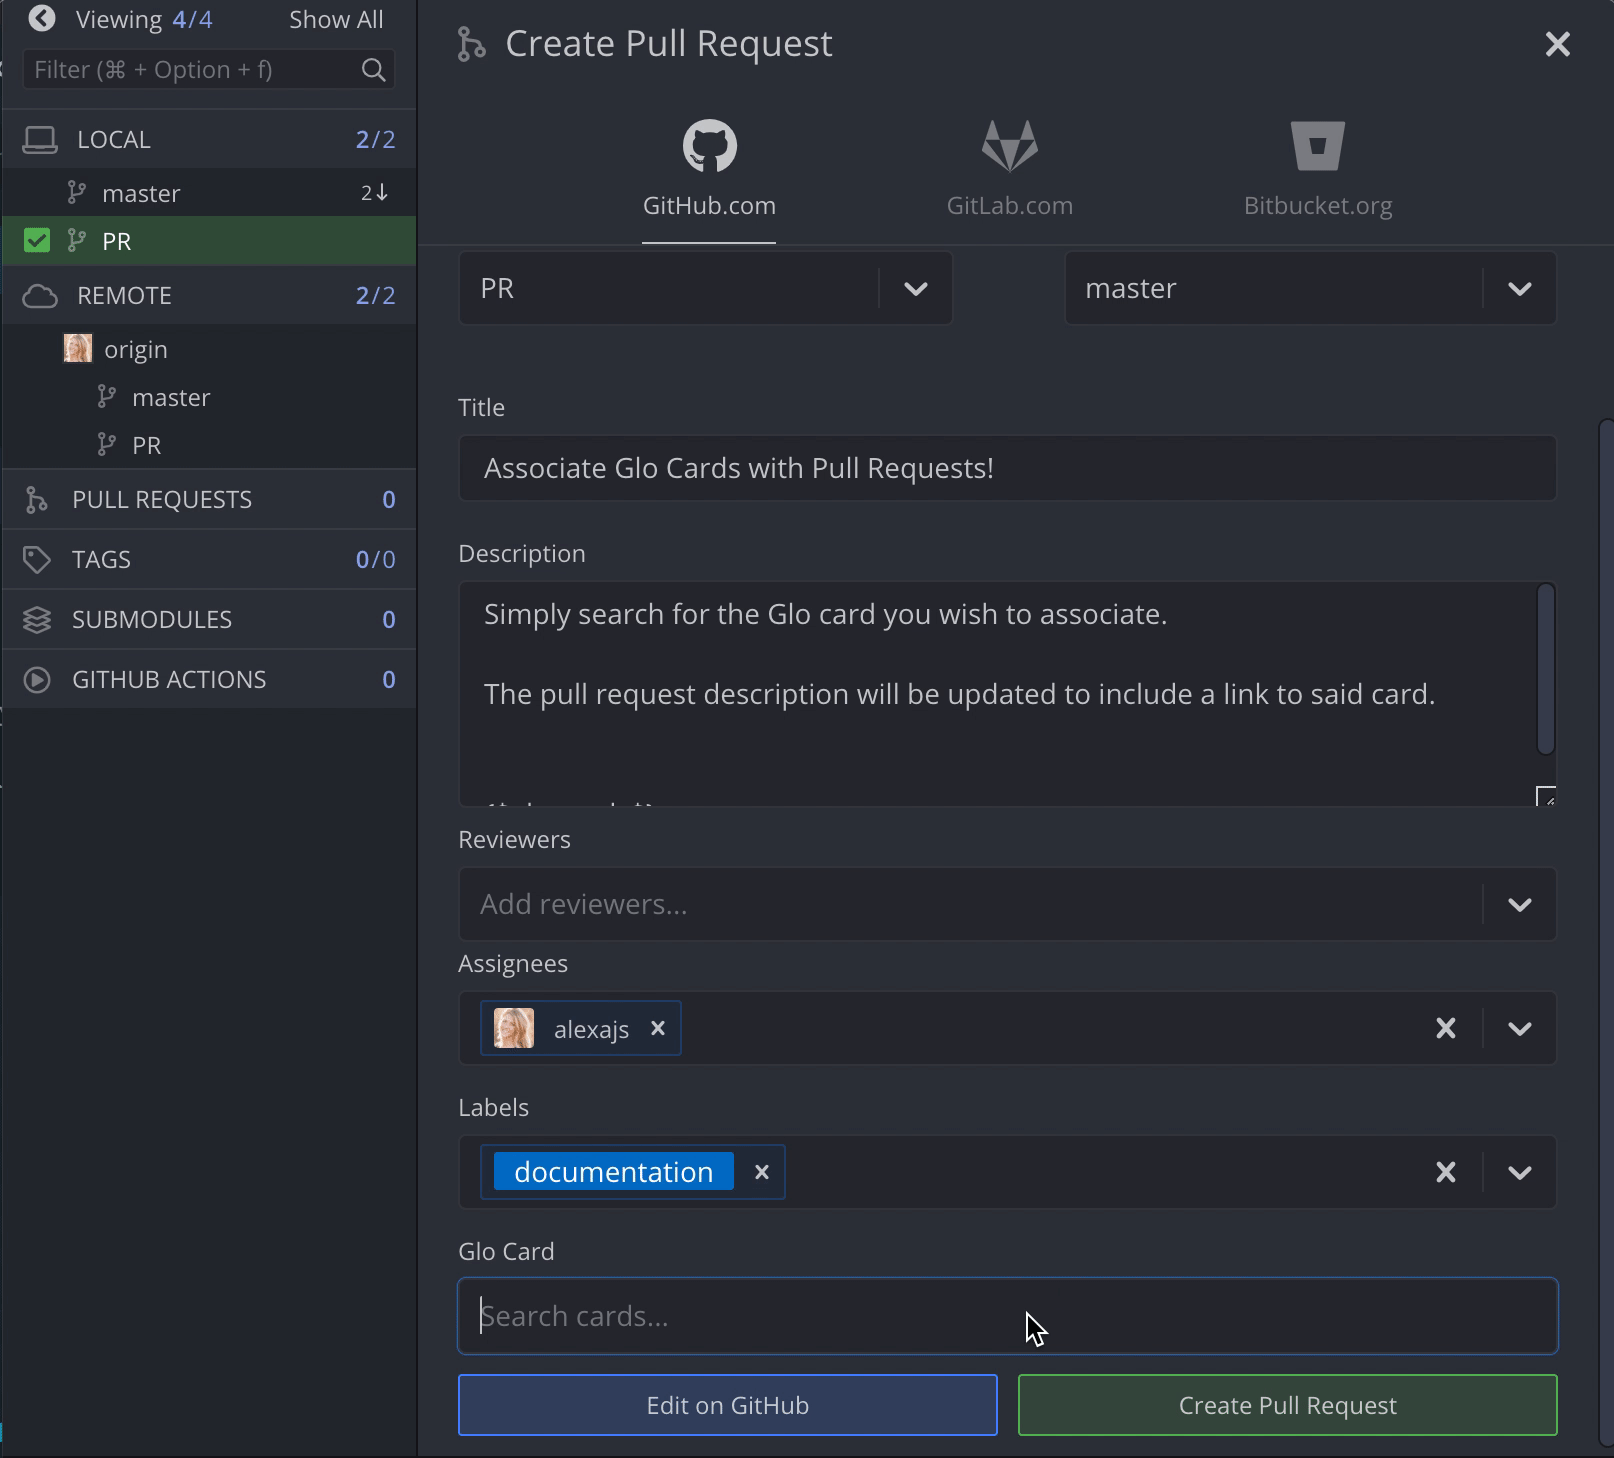 Viewing 4/4 Show All
Filter (⌘ + Option + f)
LOCAL 2/2
master 2↓
PR
REMOTE 2/2
origin
master
PR
PULL REQUESTS 0
TAGS 0/0
SUBMODULES 0
GITHUB ACTIONS 0
Create Pull Request
GitHub.com GitLab.com Bitbucket.org
PR master
Title
Associate Glo Cards with Pull Requests!
Description
Simply search for the Glo card you wish to associate.
The pull request description will be updated to include a link to said card.
Reviewers
Add reviewers...
Assignees
alexajs
Labels
documentation
Glo Card
Search cards...
Edit on GitHub Create Pull Request